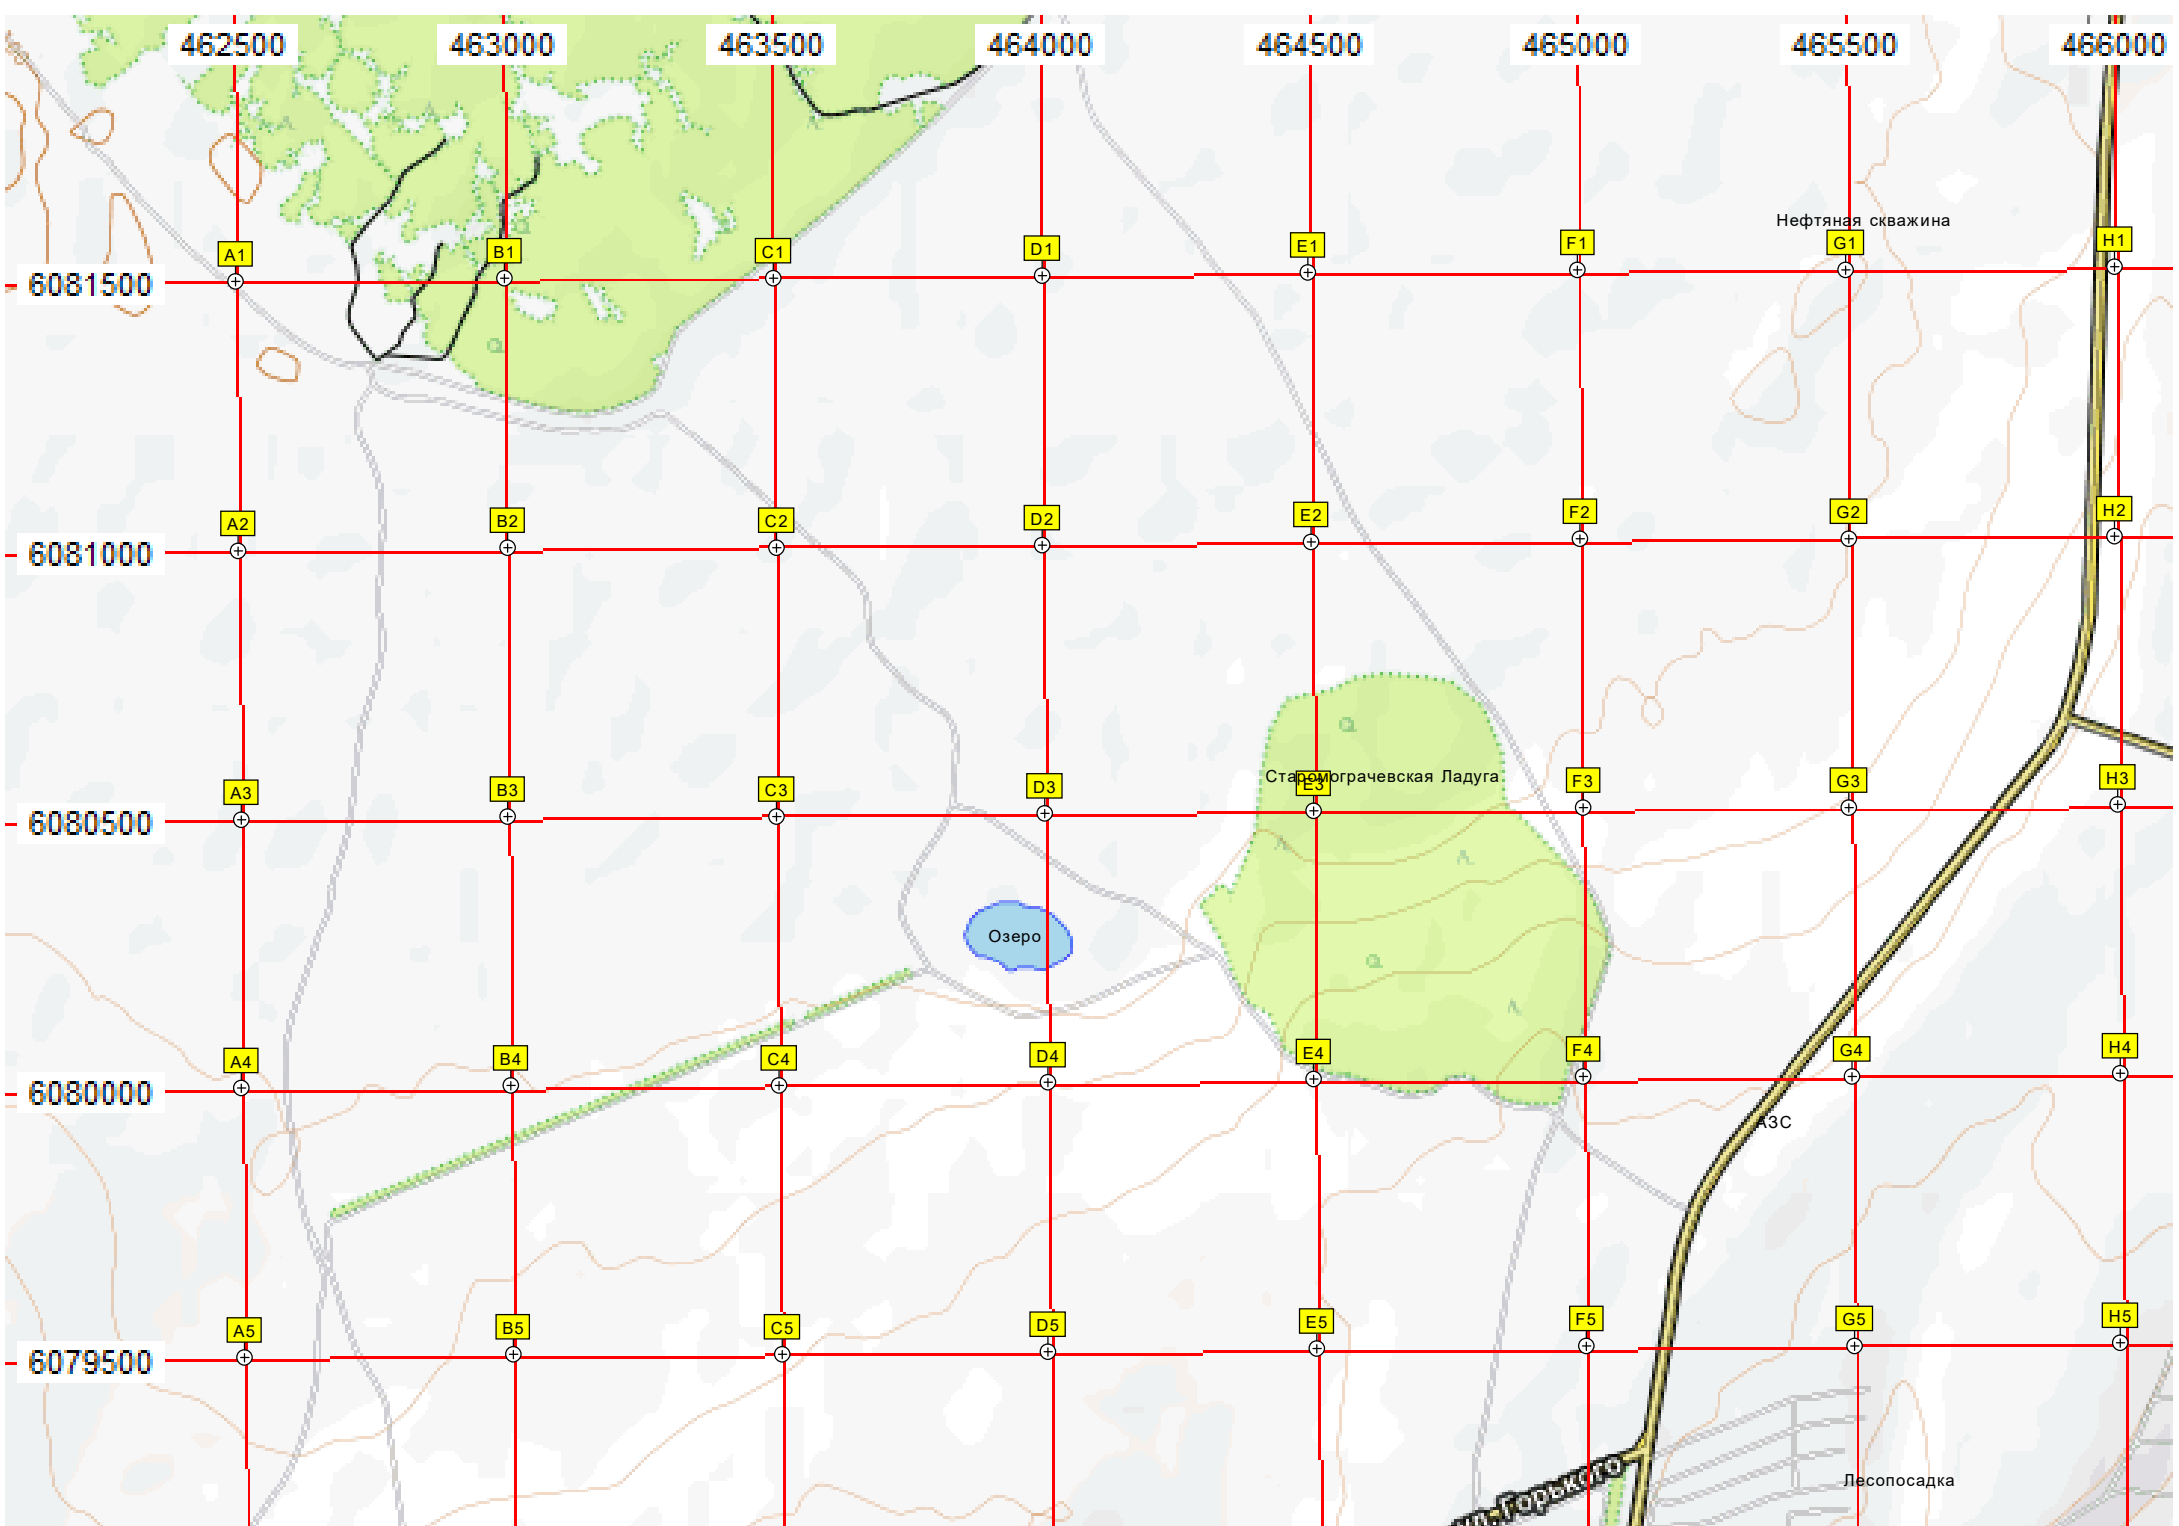 462500 463000 463500 464000 464500 465000 465500 466000
Нефтяная скважина
A1 B1 C1 D1 E1 F1 G1 H1
6081500
A2 B2 C2 D2 E2 F2 G2 H2
6081000
Старомограчевская Ладуга
A3 B3 C3 D3 E3 F3 G3 H3
6080500
Озеро
A4 B4 C4 D4 E4 F4 G4 H4
6080000
АЗС
A5 B5 C5 D5 E5 F5 G5 H5
6079500
ул. Горького
Лесопосадка